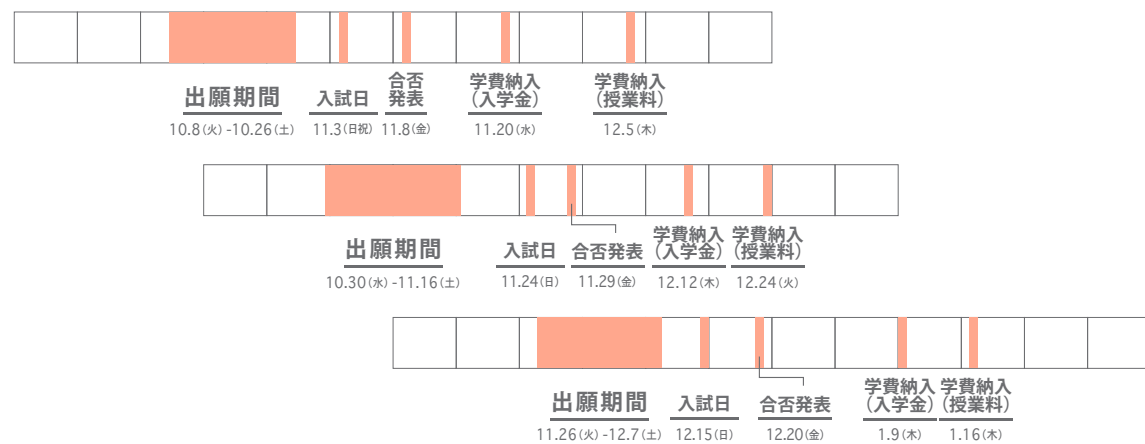 出願期間 入試日 合否発表 学費納入(入学金) 学費納入(授業料)
10.8(火) -10.26(土) 11.3(日祝) 11.8(金) 11.20(水) 12.5(木)
出願期間 入試日 合否発表 学費納入(入学金) 学費納入(授業料)
10.30(水) -11.16(土) 11.24(日) 11.29(金) 12.12(木) 12.24(火)
出願期間 入試日 合否発表 学費納入(入学金) 学費納入(授業料)
11.26(火) -12.7(土) 12.15(日) 12.20(金) 1.9(木) 1.16(木)